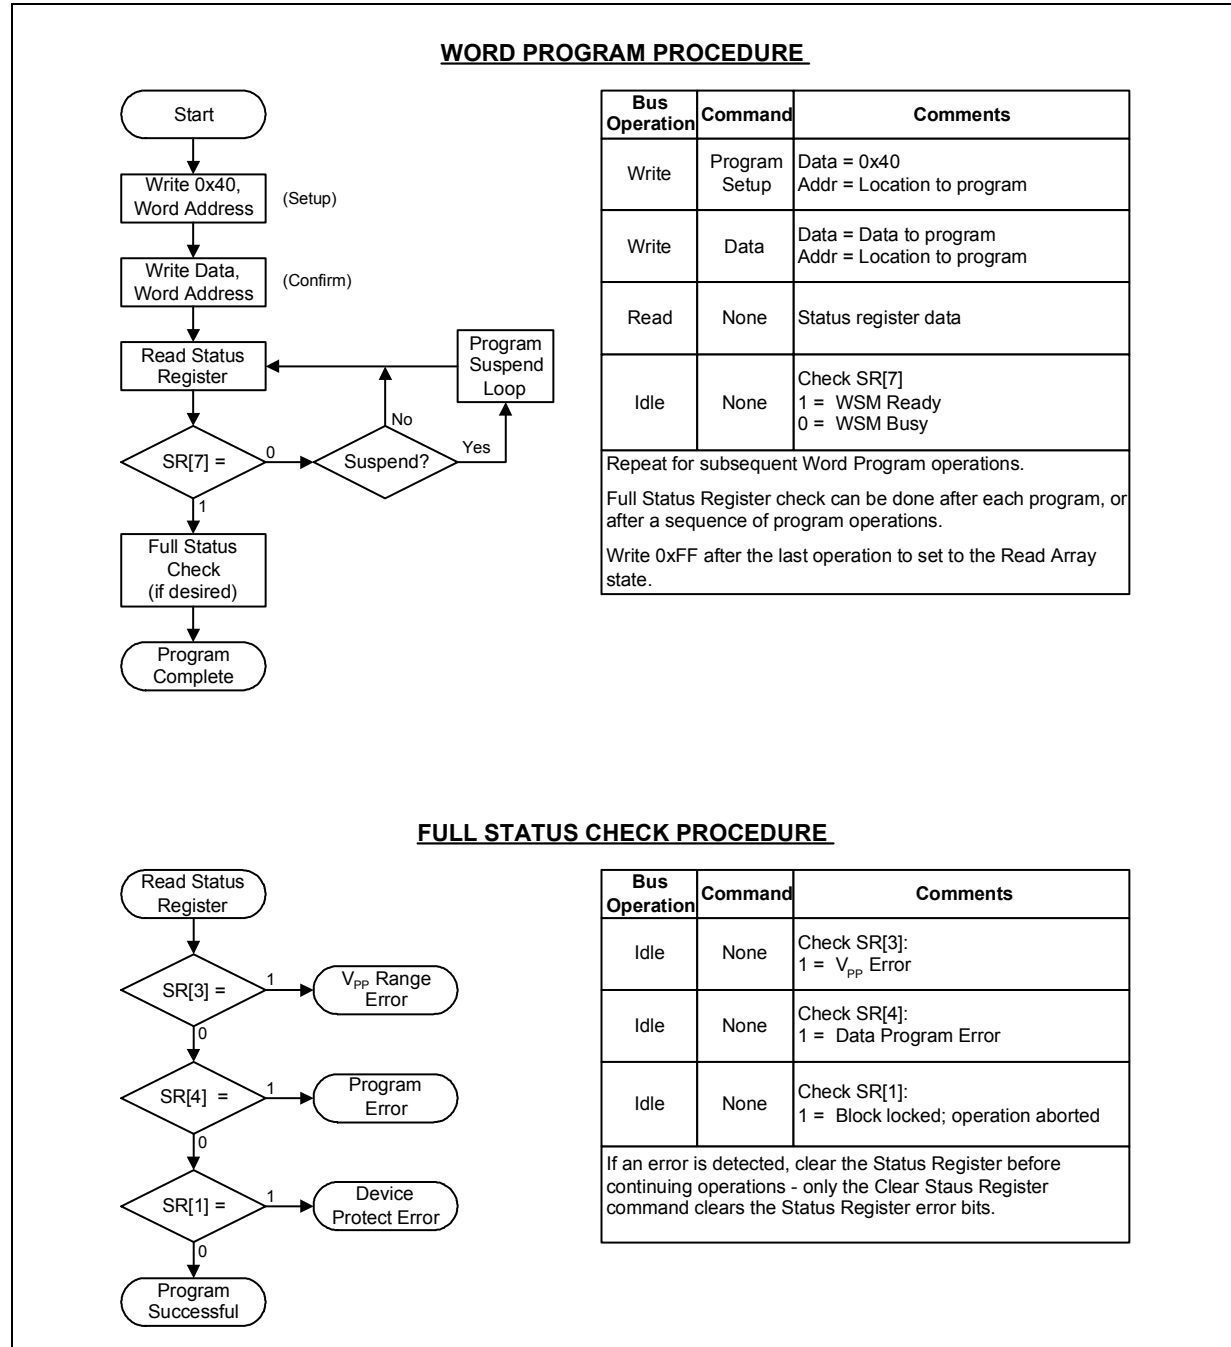 WORD PROGRAM PROCEDURE
Start
Write 0x40,
Word Address
(Setup)
Write Data,
Word Address
(Confirm)
Read Status
Register
Program
Suspend
Loop
No
Yes
SR[7] =
0
Suspend?
1
Full Status
Check
(if desired)
Program
Complete
Bus
Operation
Command
Comments
Write
Program
Setup
Data = 0x40
Addr = Location to program
Write
Data
Data = Data to program
Addr = Location to program
Read
None
Status register data
Idle
None
Check SR[7]
1 = WSM Ready
0 = WSM Busy
Repeat for subsequent Word Program operations.
Full Status Register check can be done after each program, or
after a sequence of program operations.
Write 0xFF after the last operation to set to the Read Array
state.
FULL STATUS CHECK PROCEDURE
Read Status
Register
SR[3] =
1
VPP Range
Error
0
SR[4] =
1
Program
Error
0
SR[1] =
1
Device
Protect Error
0
Program
Successful
Bus
Operation
Command
Comments
Idle
None
Check SR[3]:
1 = VPP Error
Idle
None
Check SR[4]:
1 = Data Program Error
Idle
None
Check SR[1]:
1 = Block locked; operation aborted
If an error is detected, clear the Status Register before
continuing operations - only the Clear Staus Register
command clears the Status Register error bits.